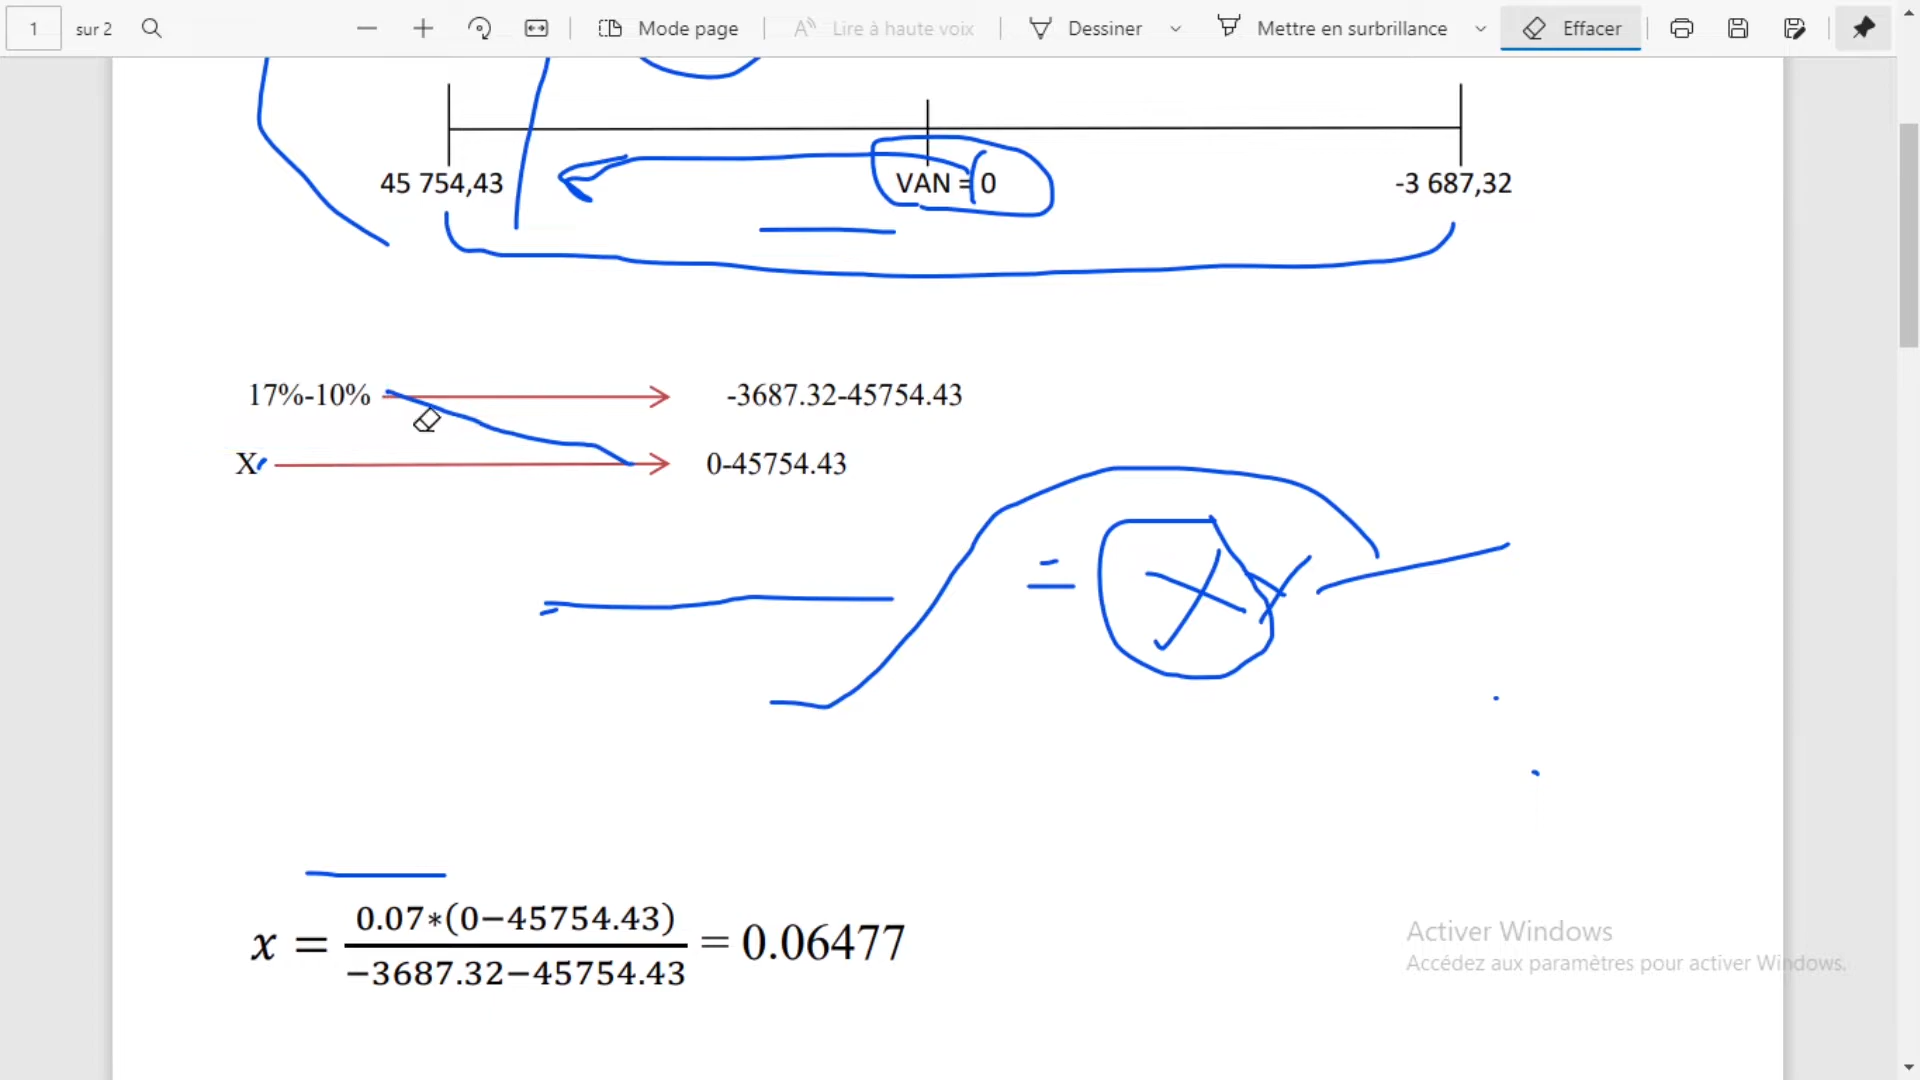 1 sur 2 Mode page Lire à haute voix Dessiner Mettre en surbrillance Effacer
45 754,43 VAN = 0 -3 687,32
17%-10% -3687.32-45754.43
X 0-45754.43
= X
x = 0.07*(0−45754.43) / −3687.32−45754.43 = 0.06477
Activer Windows
Accédez aux paramètres pour activer Windows.